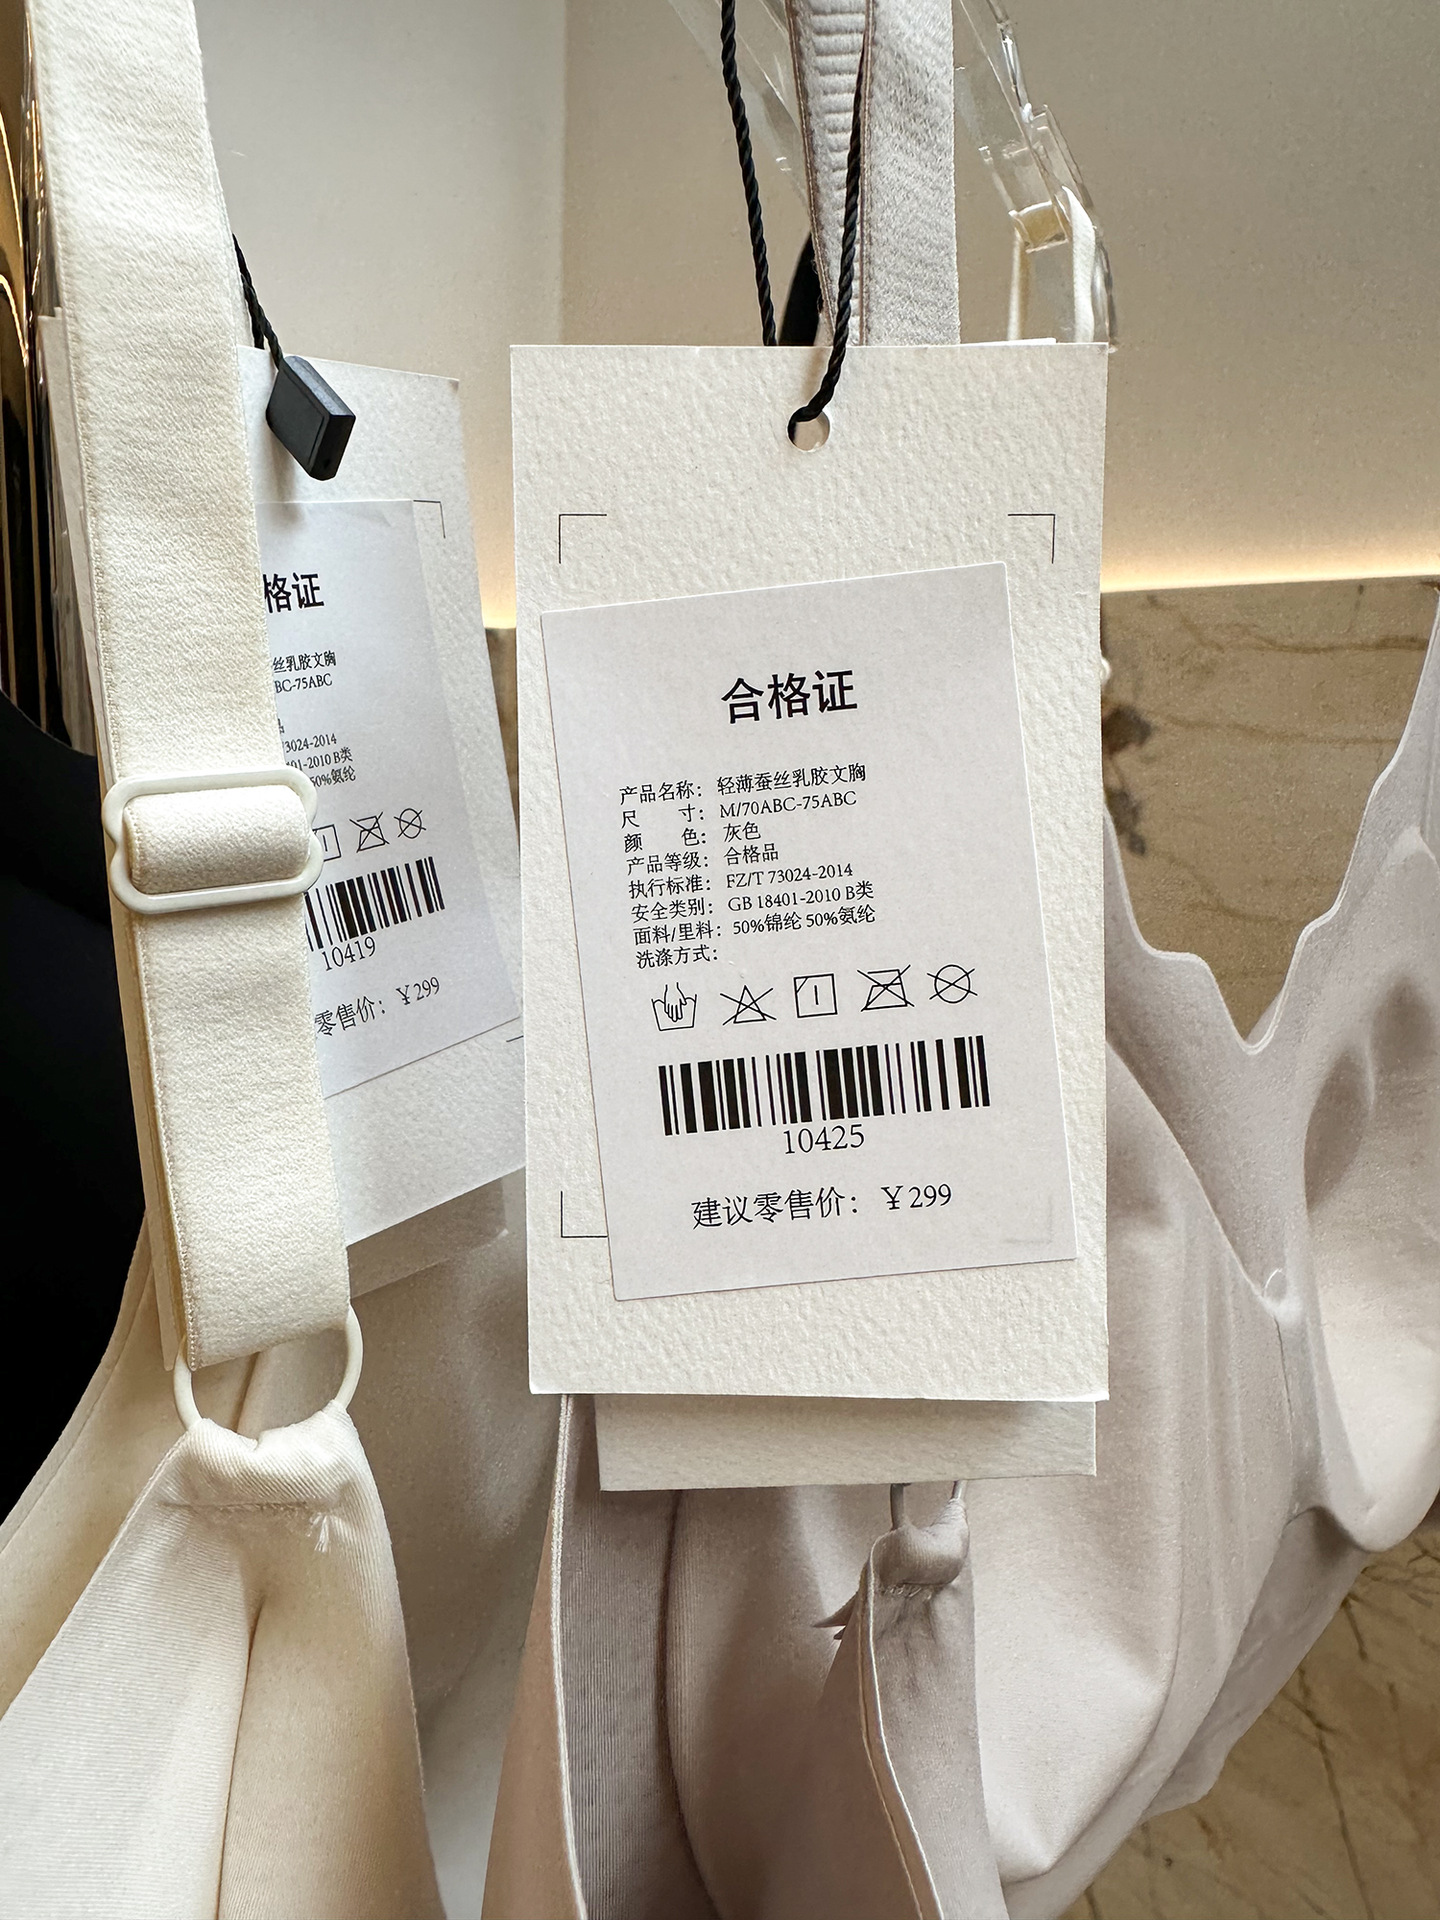 格证
丝乳胶文胸
BC-75ABC
品
73024-2014
01-2010 B类
50%氨纶
10419
零售价：￥299
合格证
产品名称：轻薄蚕丝乳胶文胸
尺 寸：M/70ABC-75ABC
颜 色：灰色
产品等级：合格品
执行标准：FZ/T 73024-2014
安全类别：GB 18401-2010 B类
面料/里料：50%锦纶 50%氨纶
洗涤方式：
10425
建议零售价：￥299